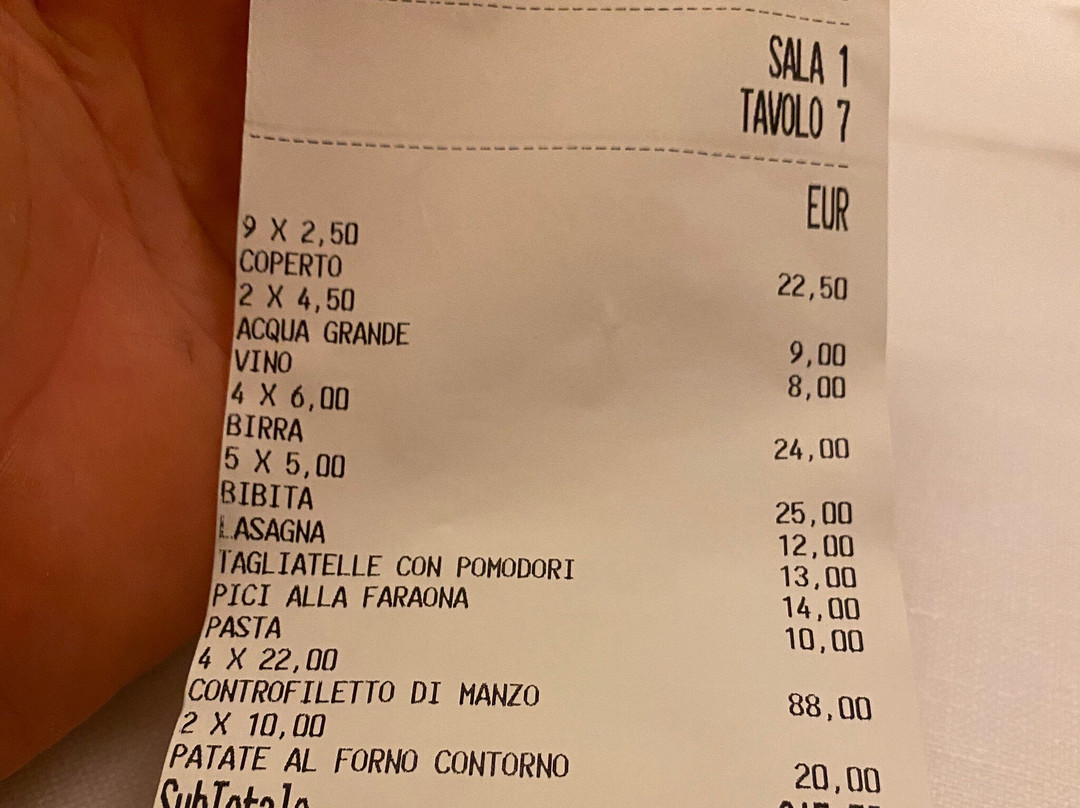 SALA 1
TAVOLO 7
EUR
9 X 2,50
COPERTO 22,50
2 X 4,50
ACQUA GRANDE 9,00
VINO 8,00
4 X 6,00
BIRRA 24,00
5 X 5,00
BIBITA 25,00
LASAGNA 12,00
TAGLIATELLE CON POMODORI 13,00
PICI ALLA FARAONA 14,00
PASTA 10,00
4 X 22,00
CONTROFILETTO DI MANZO 88,00
2 X 10,00
PATATE AL FORNO CONTORNO 20,00
SubTotale